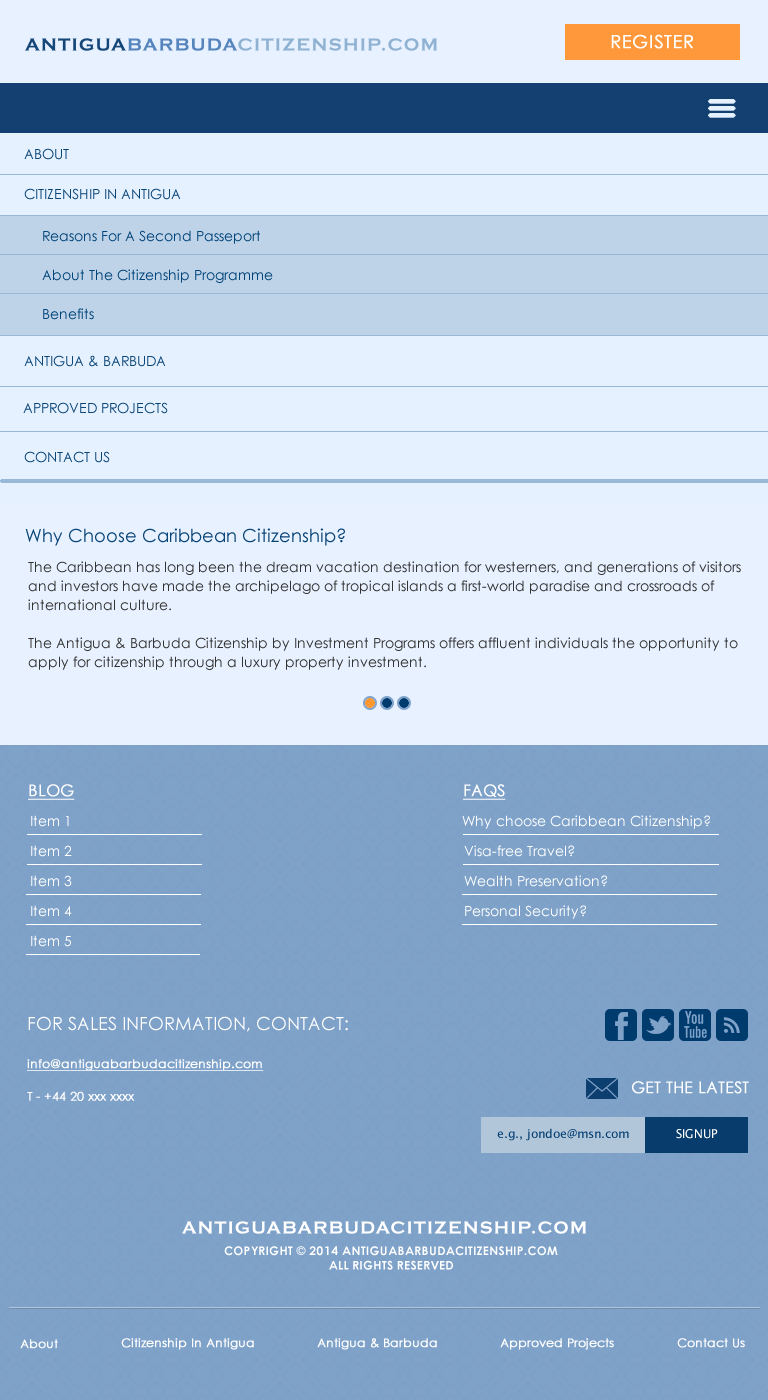 ANTIGUABARBUDACITIZENSHIP.COM
REGISTER
ABOUT
CITIZENSHIP IN ANTIGUA
Reasons For A Second Passeport
About The Citizenship Programme
Benefits
ANTIGUA & BARBUDA
APPROVED PROJECTS
CONTACT US
Why Choose Caribbean Citizenship?
The Caribbean has long been the dream vacation destination for westerners, and generations of visitors
and investors have made the archipelago of tropical islands a first-world paradise and crossroads of
international culture.
The Antigua & Barbuda Citizenship by Investment Programs offers affluent individuals the opportunity to
apply for citizenship through a luxury property investment.
BLOG
Item 1
Item 2
Item 3
Item 4
Item 5
FAQS
Why choose Caribbean Citizenship?
Visa-free Travel?
Wealth Preservation?
Personal Security?
FOR SALES INFORMATION, CONTACT:
info@antiguabarbudacitizenship.com
T - +44 20 xxx xxxx
You
Tube
GET THE LATEST
e.g., jondoe@msn.com
SIGNUP
ANTIGUABARBUDACITIZENSHIP.COM
COPYRIGHT © 2014 ANTIGUABARBUDACITIZENSHIP.COM
ALL RIGHTS RESERVED
About
Citizenship In Antigua
Antigua & Barbuda
Approved Projects
Contact Us